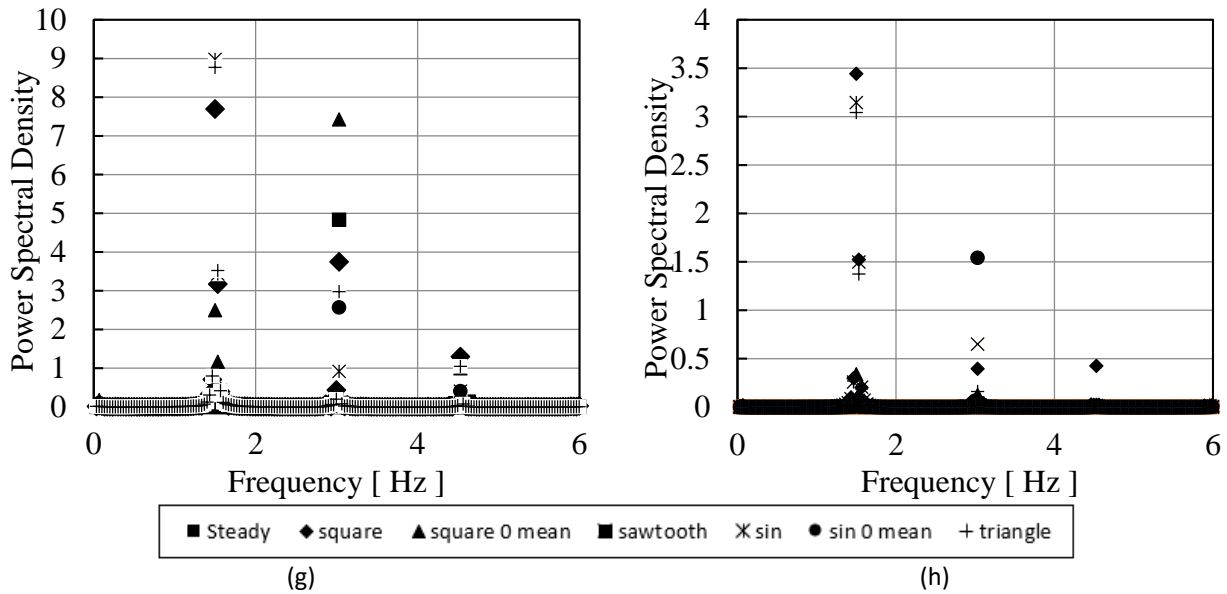 10
9
8
7
6
5
4
3
2
1
0
Power Spectral Density
0 2 4 6
Frequency [ Hz ]
4
3.5
3
2.5
2
1.5
1
0.5
0
Power Spectral Density
0 2 4 6
Frequency [ Hz ]
Steady square square 0 mean sawtooth sin sin 0 mean triangle
(g) (h)